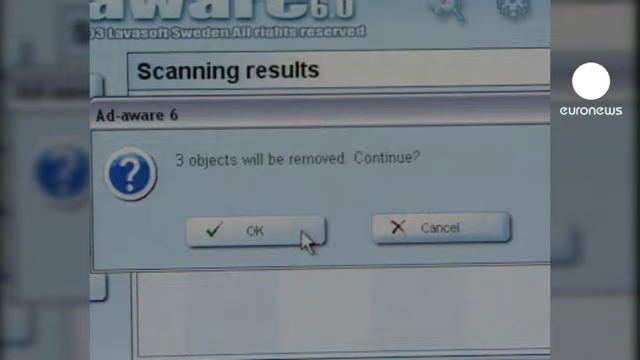 aware 6.0
03 Lavasoft Sweden. All rights reserved
Scanning results
euronews
Ad-aware 6
3 objects will be removed. Continue?
OK
Cancel